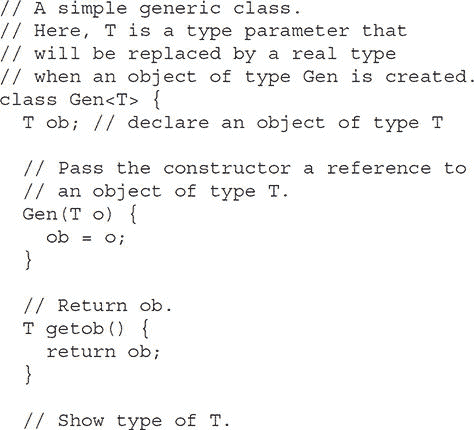 // A simple generic class.
// Here, T is a type parameter that
// will be replaced by a real type
// when an object of type Gen is created.
class Gen<T> {
  T ob; // declare an object of type T

  // Pass the constructor a reference to
  // an object of type T.
  Gen(T o) {
    ob = o;
  }

  // Return ob.
  T getob() {
    return ob;
  }

  // Show type of T.